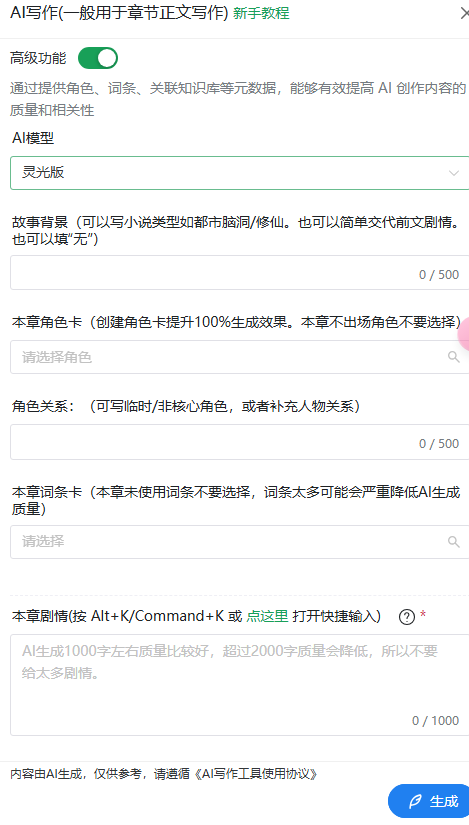 AI写作(一般用于章节正文写作) 新手教程
高级功能
通过提供角色、词条、关联知识库等元数据，能够有效提高 AI 创作内容的
质量和相关性
AI模型
灵光版
故事背景（可以写小说类型如都市脑洞/修仙。也可以简单交代前文剧情。
也可以填“无”）
0 / 500
本章角色卡（创建角色卡提升100%生成效果。本章不出场角色不要选择）
请选择角色
角色关系：（可写临时/非核心角色，或者补充人物关系）
0 / 500
本章词条卡（本章未使用词条不要选择，词条太多可能会严重降低AI生成
质量）
请选择
本章剧情(按 Alt+K/Command+K 或 点这里 打开快捷输入) ? *
AI生成1000字左右质量比较好，超过2000字质量会降低，所以不要
给太多剧情。
0 / 1000
内容由AI生成，仅供参考，请遵循《AI写作工具使用协议》
生成